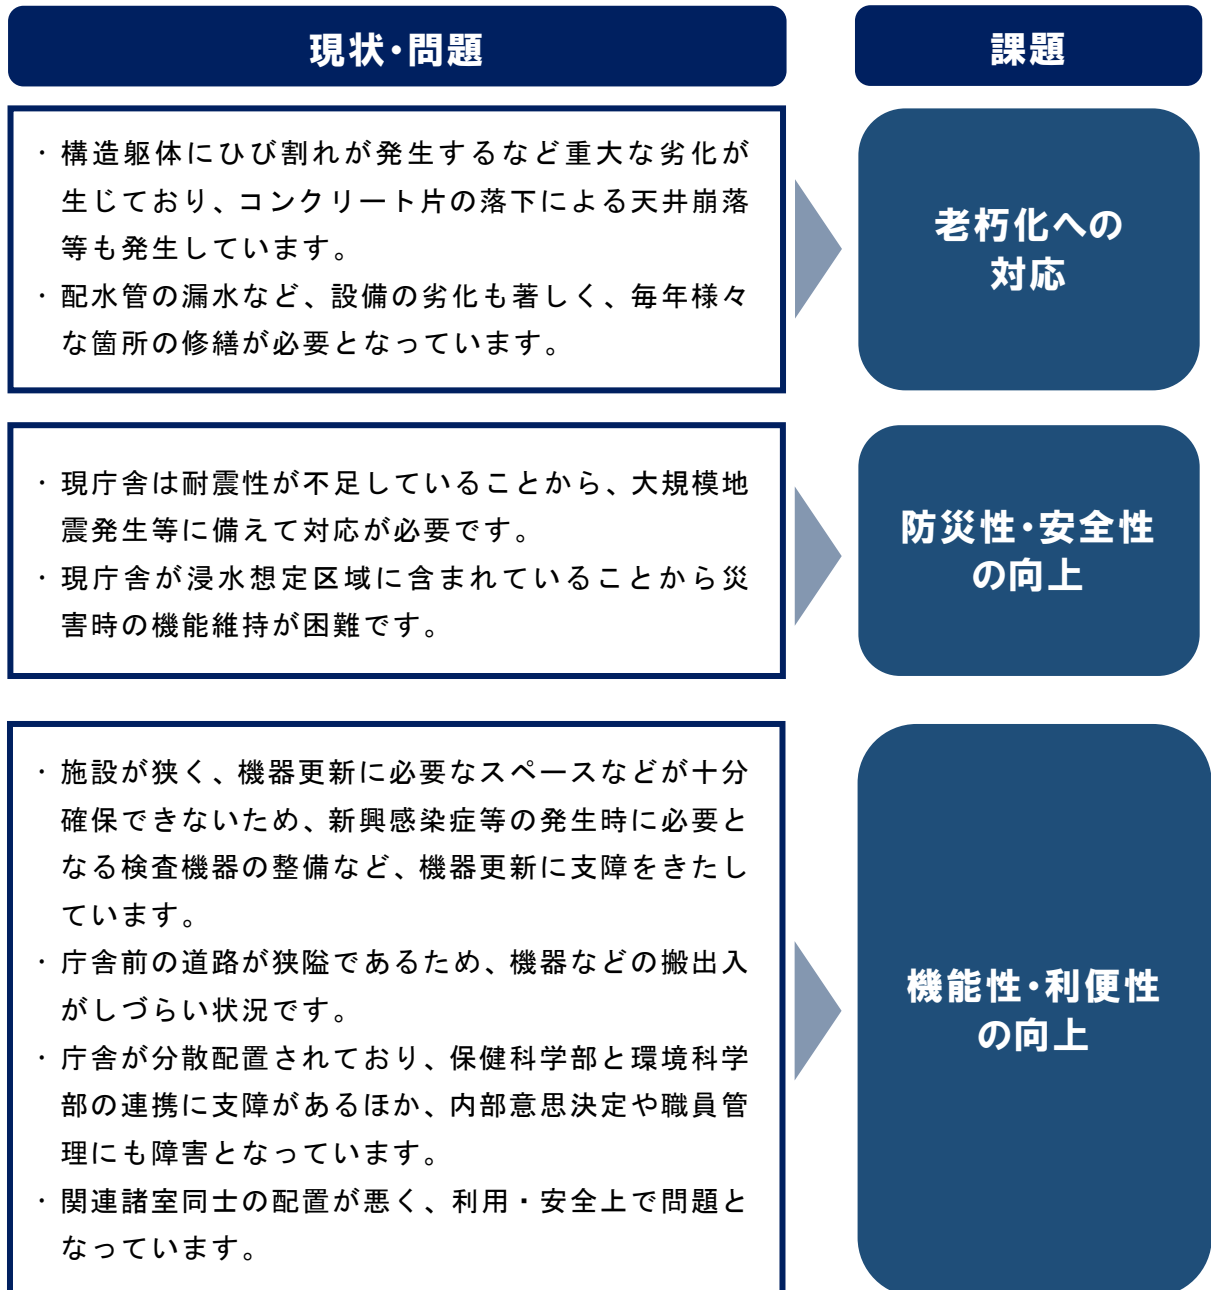 現状・問題
課題
・構造躯体にひび割れが発生するなど重大な劣化が
生じており、コンクリート片の落下による天井崩落
等も発生しています。
・配水管の漏水など、設備の劣化も著しく、毎年様々
な箇所の修繕が必要となっています。
老朽化への
対応
・現庁舎は耐震性が不足していることから、大規模地
震発生等に備えて対応が必要です。
・現庁舎が浸水想定区域に含まれていることから災
害時の機能維持が困難です。
防災性・安全性
の向上
・施設が狭く、機器更新に必要なスペースなどが十分
確保できないため、新興感染症等の発生時に必要と
なる検査機器の整備など、機器更新に支障をきたし
ています。
・庁舎前の道路が狭隘であるため、機器などの搬出入
がしづらい状況です。
・庁舎が分散配置されており、保健科学部と環境科学
部の連携に支障があるほか、内部意思決定や職員管
理にも障害となっています。
・関連諸室同士の配置が悪く、利用・安全上で問題と
なっています。
機能性・利便性
の向上